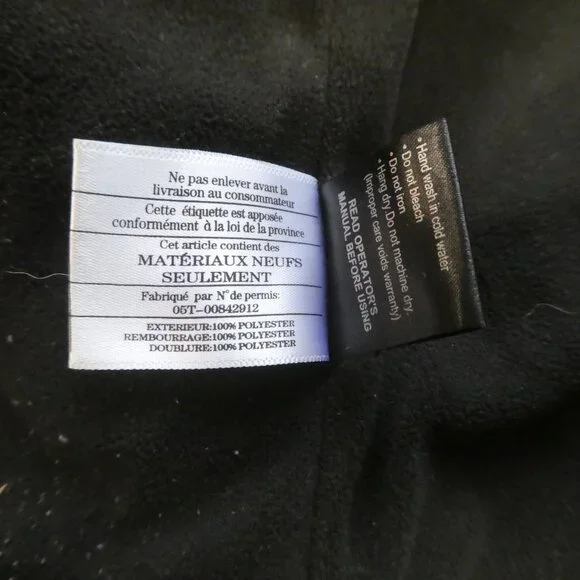 Ne pas enlever avant la
livraison au consommateur
Cette étiquette est apposée
conformément à la loi de la province
Cet article contient des
MATÉRIAUX NEUFS
SEULEMENT
Fabriqué par N° de permis:
05T-00842912
EXTERIEUR:100% POLYESTER
REMBOURRAGE:100% POLYESTER
DOUBLURE:100% POLYESTER
• Hand wash in cold water
• Do not bleach
• Do not iron
• Hang dry. Do not machine dry.
(Improper care voids warranty)
READ OPERATOR'S
MANUAL BEFORE USING